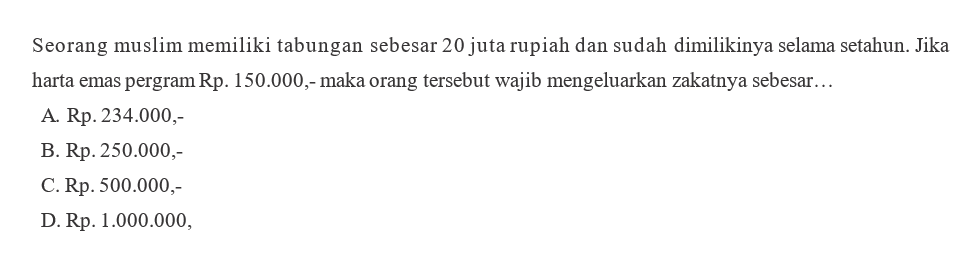 Seorang muslim memiliki tabungan sebesar 20 juta rupiah dan sudah dimilikinya selama setahun. Jika
harta emas pergram Rp. 150.000,- maka orang tersebut wajib mengeluarkan zakatnya sebesar…
A. Rp. 234.000,-
B. Rp. 250.000,-
C. Rp. 500.000,-
D. Rp. 1.000.000,